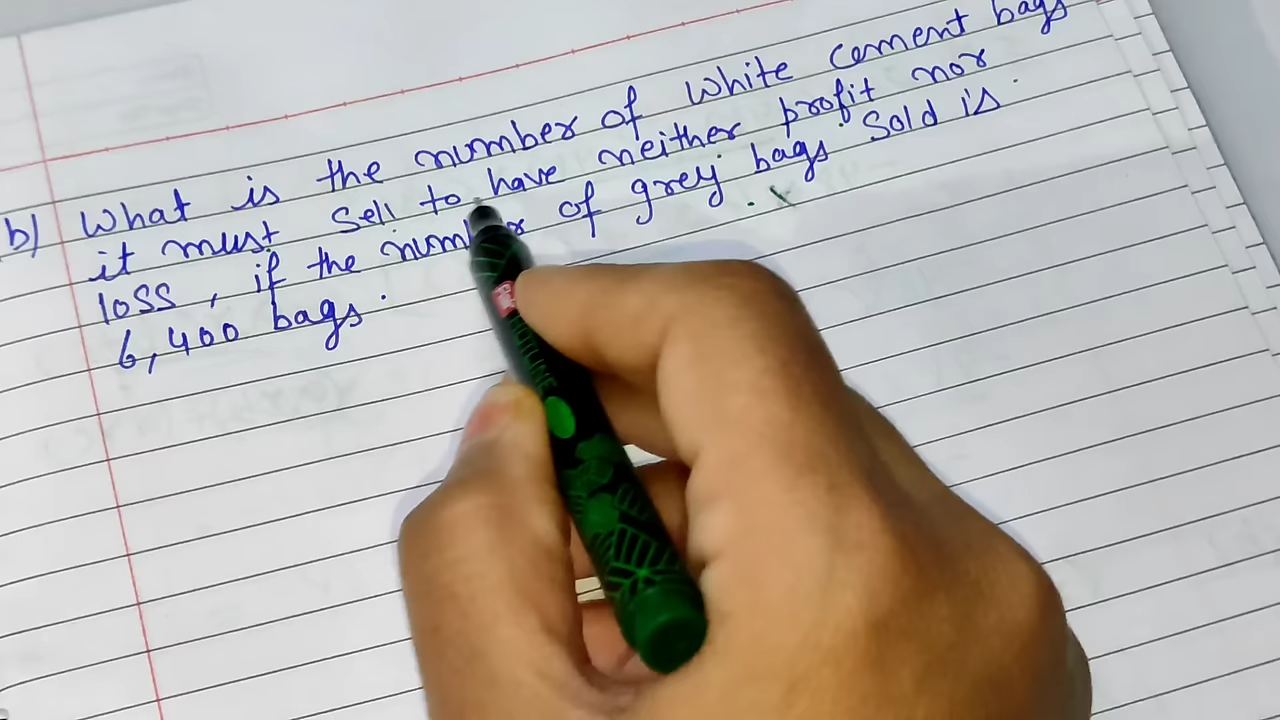 b) What is the number of White cement bags
it must sell to have neither profit nor
loss, if the number of grey bags sold is
6,400 bags.
HOTLINE